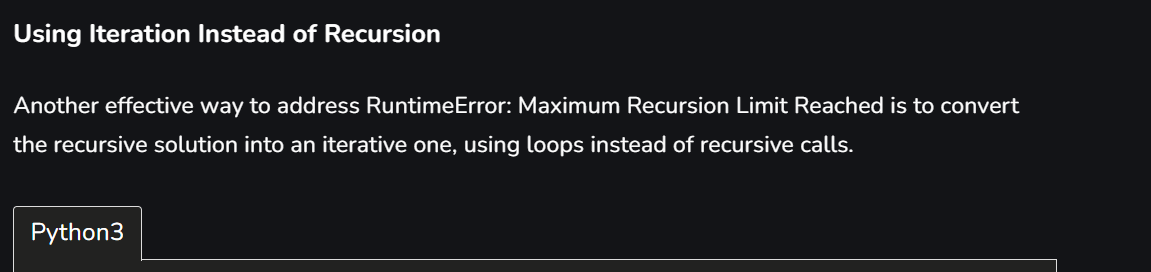 Using Iteration Instead of Recursion
Another effective way to address RuntimeError: Maximum Recursion Limit Reached is to convert
the recursive solution into an iterative one, using loops instead of recursive calls.
Python3